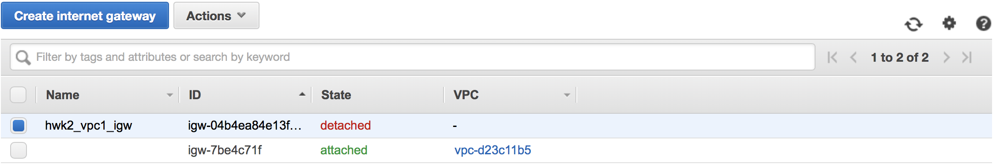 Create internet gateway Actions
Filter by tags and attributes or search by keyword 1 to 2 of 2
Name ID State VPC
hwk2_vpc1_igw igw-04b4ea84e13f... detached -
igw-7be4c71f attached vpc-d23c11b5